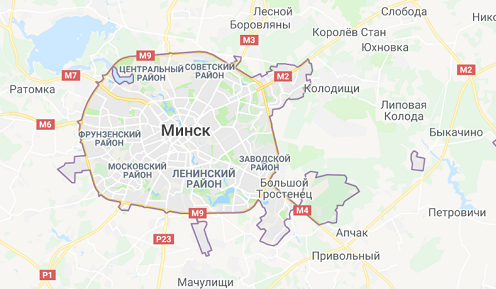 Лесной
Боровляны
Слобода
Королёв Стан
Юхновка
M9
M3
ЦЕНТРАЛЬНЫЙ
РАЙОН
СОВЕТСКИЙ
РАЙОН
M7
M2
M2
Ратомка
Колодищи
Липовая
Колода
M6
ФРУНЗЕНСКИЙ
РАЙОН
Минск
Быкачино
МОСКОВСКИЙ
РАЙОН
ЛЕНИНСКИЙ
РАЙОН
ЗАВОДСКОЙ
РАЙОН
Большой
Тростенец
M9
M4
Петровичи
P23
Апчак
Привольный
P1
Мачулищи